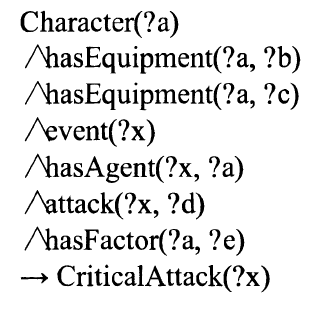 Character(?a)
∧hasEquipment(?a, ?b)
∧hasEquipment(?a, ?c)
∧event(?x)
∧hasAgent(?x, ?a)
∧attack(?x, ?d)
∧hasFactor(?a, ?e)
→ CriticalAttack(?x)